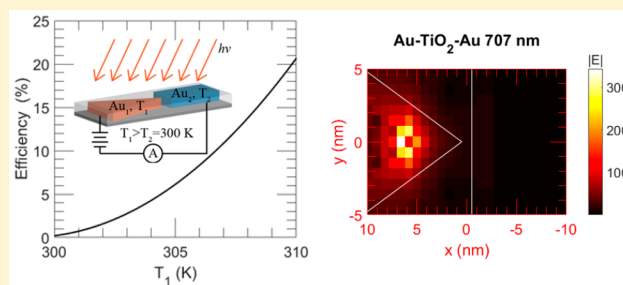 Efficiency (%)
25
20
15
10
5
0
300
305
310
T1 (K)
hν
Au1, T1
Au2, T2
T1>T2=300 K
A
Au-TiO2-Au 707 nm
y (nm)
5
0
-5
10
5
0
-5
-10
x (nm)
|E|
300
200
100